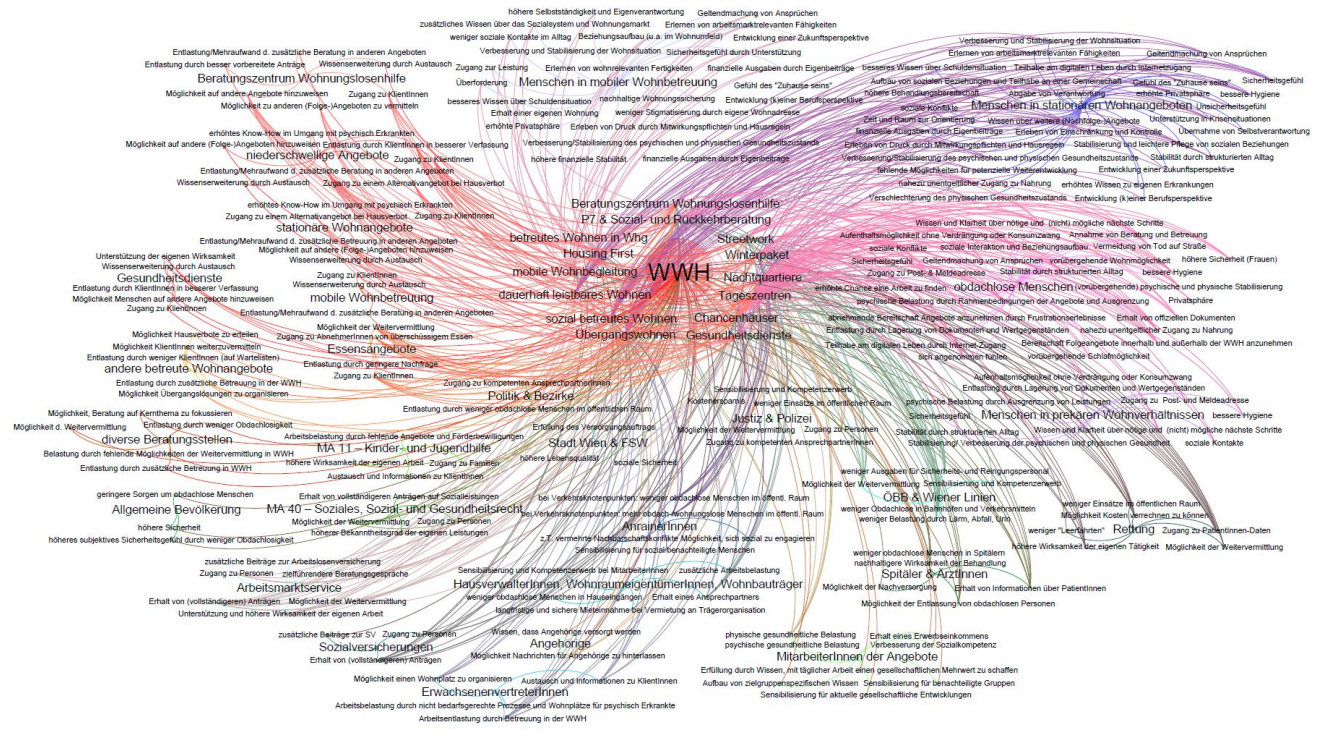 höhere Selbstständigkeit und Eigenverantwortung
Geltendmachung von Ansprüchen
zusätzliches Wissen über das Sozialsystem und Wohnungsmarkt
Erlernen von arbeitsmarktrelevanten Fähigkeiten
weniger soziale Kontakte im Alltag
Beziehungsaufbau (u.a. im Wohnumfeld)
Entwicklung einer Zukunftsperspektive
Verbesserung und Stabilisierung der Wohnsituation
Sicherheitsgefühl durch Unterstützung
Zugang zur Leistung
Erlernen von wohnrelevanten Fertigkeiten
finanzielle Ausgaben durch Eigenbeiträge
Überforderung
Menschen in mobiler Wohnbetreuung
Gefühl des "Zuhause seins"
besseres Wissen über Schuldensituation
nachhaltige Wohnungssicherung
Entwicklung (k)einer Berufsperspektive
Erhalt einer eigenen Wohnung
weniger Stigmatisierung durch eigene Wohnadresse
erhöhte Privatsphäre
Erleben von Druck durch Mitwirkungspflichten und Hausregeln
Verbesserung/Stabilisierung des psychischen und physischen Gesundheitszustands
höhere finanzielle Stabilität
finanzielle Ausgaben durch Eigenbeiträge
Entlastung/Mehraufwand d. zusätzliche Beratung in anderen Angeboten
Entlastung durch besser vorbereitete Anträge
Wissenserweiterung durch Austausch
Beratungszentrum Wohnungslosenhilfe
Möglichkeit auf andere Angebote hinweisen
Zugang zu KlientInnen
Möglichkeit zu anderen (Folge-)Angeboten zu vermitteln
erhöhtes Know-How im Umgang mit psychisch Erkrankten
Möglichkeit auf andere (Folge-)Angeboten hinzuweisen
Entlastung durch KlientInnen in besserer Verfassung
niederschwellige Angebote
Zugang zu KlientInnen
Entlastung/Mehraufwand d. zusätzliche Beratung in anderen Angeboten
Wissenserweiterung durch Austausch
Zugang zu einem Alternativangebot bei Hausverbot
erhöhtes Know-How im Umgang mit psychisch Erkrankten
Zugang zu einem Alternativangebot bei Hausverbot
Zugang zu KlientInnen
stationäre Wohnangebote
Entlastung/Mehraufwand d. zusätzliche Betreuung in anderen Angeboten
Möglichkeit auf andere (Folge-)Angeboten hinzuweisen
Wissenserweiterung durch Austausch
Unterstützung der eigenen Wirksamkeit
Wissenserweiterung durch Austausch
Gesundheitsdienste
Entlastung durch KlientInnen in besserer Verfassung
Möglichkeit Menschen auf andere Angebote hinzuweisen
Zugang zu KlientInnen
Zugang zu KlientInnen
Wissenserweiterung durch Austausch
mobile Wohnbetreuung
Entlastung/Mehraufwand d. zusätzliche Beratung in anderen Angeboten
Möglichkeit der Weitervermittlung
Zugang zu AbnehmerInnen von überschüssigem Essen
Essensangebote
Entlastung durch geringere Nachfrage
Zugang zu KlientInnen
Möglichkeit Hausverbote zu erteilen
Möglichkeit KlientInnen weiterzuvermitteln
Entlastung durch weniger KlientInnen (auf Wartelisten)
andere betreute Wohnangebote
Entlastung durch zusätzliche Betreuung in der WWH
Möglichkeit Übergangslösungen zu organisieren
Beratungszentrum Wohnungslosenhilfe
P7 & Sozial- und Rückkehrberatung
betreutes Wohnen in Whg
Streetwork
Housing First
Winterpaket
mobile Wohnbegleitung
WWH
Nachtquartiere
dauerhaft leistbares Wohnen
Tageszentren
sozial betreutes Wohnen
Chancenhäuser
Übergangswohnen
Gesundheitsdienste
Verbesserung und Stabilisierung der Wohnsituation
Erlernen von arbeitsmarktrelevanten Fähigkeiten
Geltendmachung von Ansprüchen
besseres Wissen über Schuldensituation
Teilhabe am digitalen Leben durch Internetzugang
Aufbau von sozialen Beziehungen und Teilhabe an einer Gemeinschaft
Gefühl des "Zuhause seins"
Sicherheitsgefühl
höhere Behandlungsbereitschaft
Abgabe von Verantwortung
erhöhte Privatsphäre
bessere Hygiene
soziale Konflikte
Menschen in stationären Wohnangeboten
Unsicherheitsgefühl
Zeit und Raum zur Orientierung
Wissen über weitere (Nachfolge-)Angebote
Unterstützung in Krisensituationen
finanzielle Ausgaben durch Eigenbeiträge
Erleben von Einschränkung und Kontrolle
Übernahme von Selbstverantwortung
Erleben von Druck durch Mitwirkungspflichten und Hausregeln
Stabilisierung und leichtere Pflege von sozialen Beziehungen
Verbesserung/Stabilisierung des psychischen und physischen Gesundheitszustands
Stabilität durch strukturierten Alltag
fehlende Möglichkeiten für potenzielle Weiterentwicklung
Entwicklung einer Zukunftsperspektive
nahezu unentgelticher Zugang zu Nahrung
erhöhtes Wissen zu eigenen Erkrankungen
Verschlechterung des physischen Gesundheitszustands
Entwicklung (k)einer Berufsperspektive
Wissen und Klarheit über nötige und (nicht) mögliche nächste Schritte
Aufenthaltsmöglichkeit ohne Verdrängung oder Konsumzwang
Annahme von Beratung und Betreuung
soziale Konflikte
soziale Interaktion und Beziehungsaufbau
Vermeidung von Tod auf Straße
Sicherheitsgefühl
Geltendmachung von Ansprüchen
vorübergehende Wohnmöglichkeit
höhere Sicherheit (Frauen)
Zugang zu Post- & Meldeadresse
Stabilität durch strukturierten Alltag
bessere Hygiene
erhöhte Chance eine Arbeit zu finden
obdachlose Menschen
(vorübergehende) psychische und physische Stabilisierung
psychische Belastung durch Rahmenbedingungen der Angebote und Ausgrenzung
Privatsphäre
abnehmende Bereitschaft Angebote anzunehmen durch Frustrationserlebnisse
Erhalt von offiziellen Dokumenten
Entlastung durch Lagerung von Dokumenten und Wertgegenständen
nahezu unentgeltlicher Zugang zu Nahrung
Teilhabe am digitalen Leben durch Internet-Zugang
Bereitschaft Folgeangebote innerhalb und außerhalb der WWH anzunehmen
sich angenommen fühlen
vorübergehende Schlafmöglichkeit
Aufenhaltsmöglichkeit ohne Verdrängung oder Konsumzwang
Entlastung durch Lagerung von Dokumenten und Wertgegenständen
psychische Belastung durch Ausgrenzung von Leistungen
Zugang zu Post- und Meldeadresse
Sicherheitsgefühl
Menschen in prekären Wohnverhältnissen
bessere Hygiene
Stabilität durch strukturierten Alltag
Wissen und Klarheit über nötige und (nicht) mögliche nächste Schritte
Stabilisierung/ Verbesserung der psychischen und physischen Gesundheit
soziale Kontakte
Zugang zu kompetenten AnsprechpartnerInnen
Politik & Bezirke
Entlastung durch weniger obdachlose Menschen im öffentlichen Raum
Sensibilisierung und Kompetenzerwerb
Kostenersparnis
weniger Einsätze im öffentlichen Raum
Justiz & Polizei
Möglichkeit der Weitervermittlung
Zugang zu Personen
Zugang zu kompetenten AnsprechpartnerInnen
Erfüllung des Versorgungsauftrags
Stadt Wien & FSW
höhere Lebensqualität
soziale Sicherheit
Möglichkeit, Beratung auf Kernthema zu fokussieren
Möglichkeit d. Weitervermittlung
Entlastung durch weniger Obdachlosigkeit
diverse Beratungsstellen
Belastung durch fehlende Möglichkeiten der Weitervermittlung in WWH
Entlastung durch zusätzliche Betreuung in WWH
Arbeitsbelastung durch fehlende Angebote und Förderbewilligungen
MA 11 – Kinder- und Jugendhilfe
höhere Wirksamkeit der eigenen Arbeit
Zugang zu Familien
Austausch und Informationen zu KlientInnen
geringere Sorgen um obdachlose Menschen
Allgemeine Bevölkerung
höhere Sicherheit
höheres subjektives Sicherheitsgefühl durch weniger Obdachlosigkeit
Erhalt von vollständigeren Anträgen auf Sozialleistungen
MA 40 – Soziales, Sozial- und Gesundheitsrecht
Möglichkeit der Weitervermittlung
Zugang zu Personen
höherer Bekanntheitsgrad der eigenen Leistungen
bei Verkehrsknotenpunkten: weniger obdachlose Menschen im öffentl. Raum
bei Verkehrsknotenpunkten: mehr obdach-/wohnungslose Menschen im öffentl. Raum
AnrainerInnen
z.T. vermehrte Nachbarschaftskonflikte
Möglichkeit, sich sozial zu engagieren
Sensibilisierung für sozial benachteiligte Menschen
weniger Ausgaben für Sicherheits- und Reingungspersonal
Möglichkeit der Weitervermittlung
Sensibilisierung und Kompetenzerwerb
ÖBB & Wiener Linien
weniger Obdachlose in Bahnhöfen und Verkehrsmitteln
weniger Belastung durch Lärm, Abfall, Urin
weniger Einsätze im öffentlichen Raum
Möglichkeit Kosten verrechnen zu können
weniger "Leerfahrten"
Rettung
Zugang zu PatientInnen-Daten
höhere Wirksamkeit der eigenen Tätigkeit
Möglichkeit der Weitervermittlung
weniger obdachlose Menschen in Spitälern
nachhaltigere Wirksamkeit der Behandlung
Spitäler & ÄrztInnen
Möglichkeit der Nachversorgung
Erhalt von Informationen über PatientInnen
Möglichkeit der Entlassung von obdachlosen Personen
zusätzliche Beiträge zur Arbeitslosenversicherung
Zugang zu Personen
zielführendere Beratungsgespräche
Arbeitsmarktservice
Erhalt von (vollständigeren) Anträgen
Möglichkeit der Weitervermittlung
Unterstützung und höhere Wirksamkeit der eigenen Arbeit
Sensibilisierung und Kompetenzerwerb bei MitarbeiterInnen
zusätzliche Arbeitsbelastung
HausverwalterInnen, WohnraumeigentümerInnen, Wohnbauträger
weniger obdachlose Menschen in Hauseingängen
Erhalt eines Ansprechpartners
langfristige und sichere Mieteinnahme bei Vermietung an Trägerorganisation
zusätzliche Beiträge zur SV
Zugang zu Personen
Sozialversicherungen
Erhalt von (vollständigeren) Anträgen
Wissen, dass Angehörige versorgt werden
Angehörige
Möglichkeit Nachrichten für Angehörige zu hinterlassen
Möglichkeit einen Wohnplatz zu organisieren
Austausch und Informationen zu KlientInnen
ErwachsenenvertreterInnen
Arbeitsbelastung durch nicht bedarfsgerechte Prozesse und Wohnplätze für psychisch Erkrankte
Arbeitsentlastung durch Betreuung in der WWH
physische gesundheitliche Belastung
Erhalt eines Erwerbseinkommens
psychische gesundheitliche Belastung
Verbesserung der Sozialkompetenz
MitarbeiterInnen der Angebote
Erfüllung durch Wissen, mit täglicher Arbeit einen gesellschaftlichen Mehrwert zu schaffen
Aufbau von zielgruppenspezifischen Wissen
Sensibilisierung für benachteiligte Gruppen
Sensibilisierung für aktuelle gesellschaftliche Entwicklungen